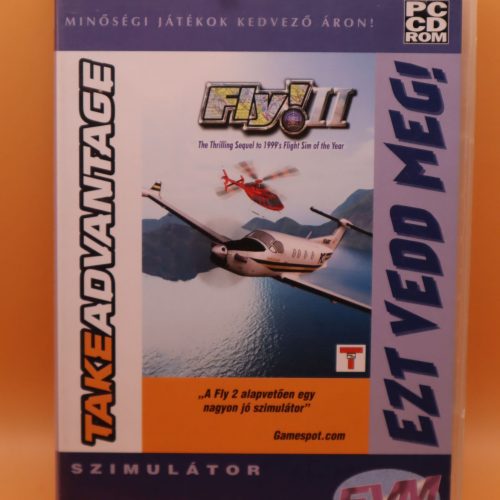 MINŐSÉGI JÁTÉKOK KEDVEZŐ ÁRON!
PC
CD
ROM
TAKEADVANTAGE
Fly! II
The Thrilling Sequel to 1999's Flight Sim of the Year
EZT VEDD MEG!
T
„A Fly 2 alapvetően egy
nagyon jó szimulátor”
Gamespot.com
SZIMULÁTOR